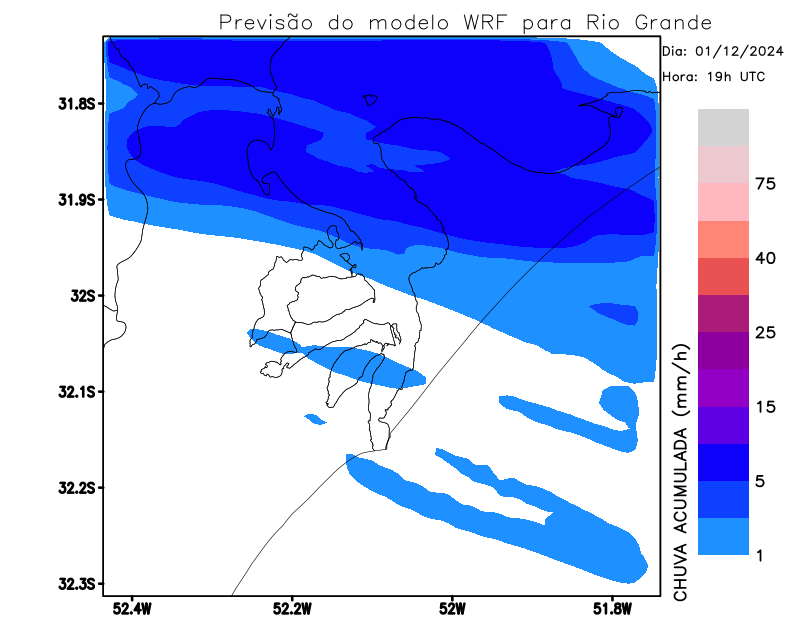 Previsão do modelo WRF para Rio Grande
Dia: 01/12/2024
Hora: 19h UTC
31.8S
31.9S
32S
32.1S
32.2S
32.3S
52.4W
52.2W
52W
51.8W
75
40
25
15
5
1
CHUVA ACUMULADA (mm/h)